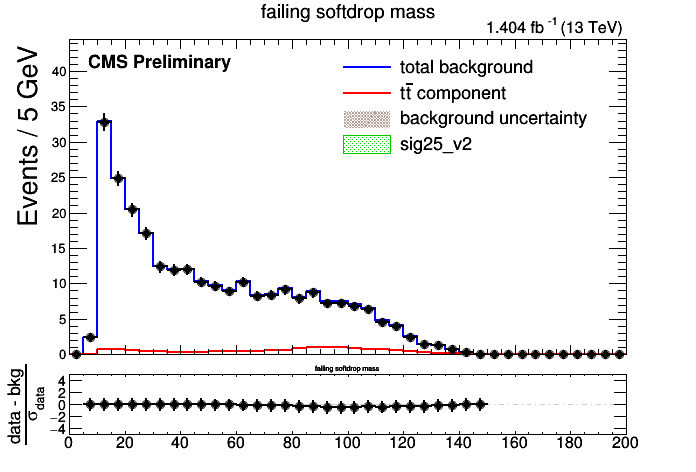 failing softdrop mass
1.404 fb⁻¹ (13 TeV)
CMS Preliminary
total background
tt̅ component
background uncertainty
sig25_v2
Events / 5 GeV
40
35
30
25
20
15
10
5
0
failing softdrop mass
data - bkg
σ data
4
2
0
−2
−4
0 20 40 60 80 100 120 140 160 180 200